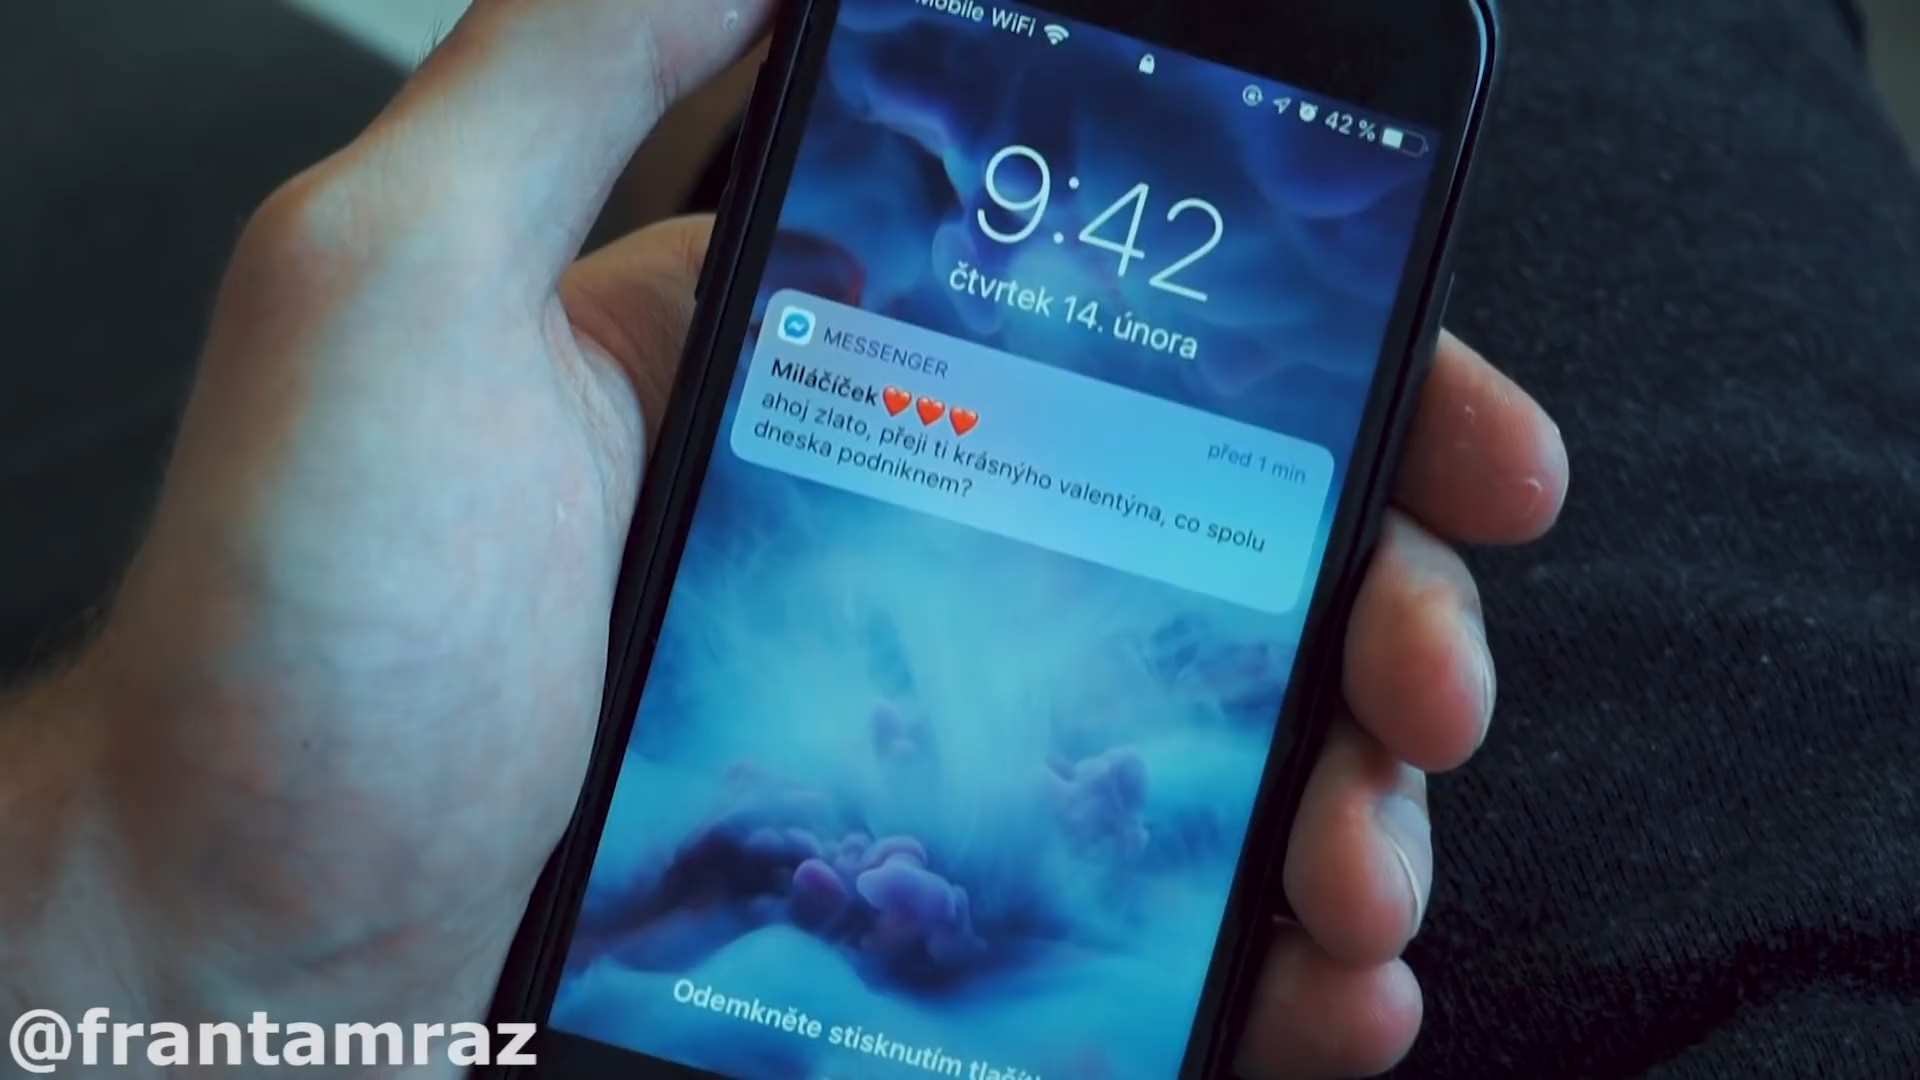 Mobile WiFi
42 %
9:42
čtvrtek 14. února
MESSENGER
před 1 min
Miláčíček❤️❤️❤️
ahoj zlato, přeji ti krásnýho valentýna, co spolu
dneska podniknem?
Odemkněte stisknutím
@frantamraz